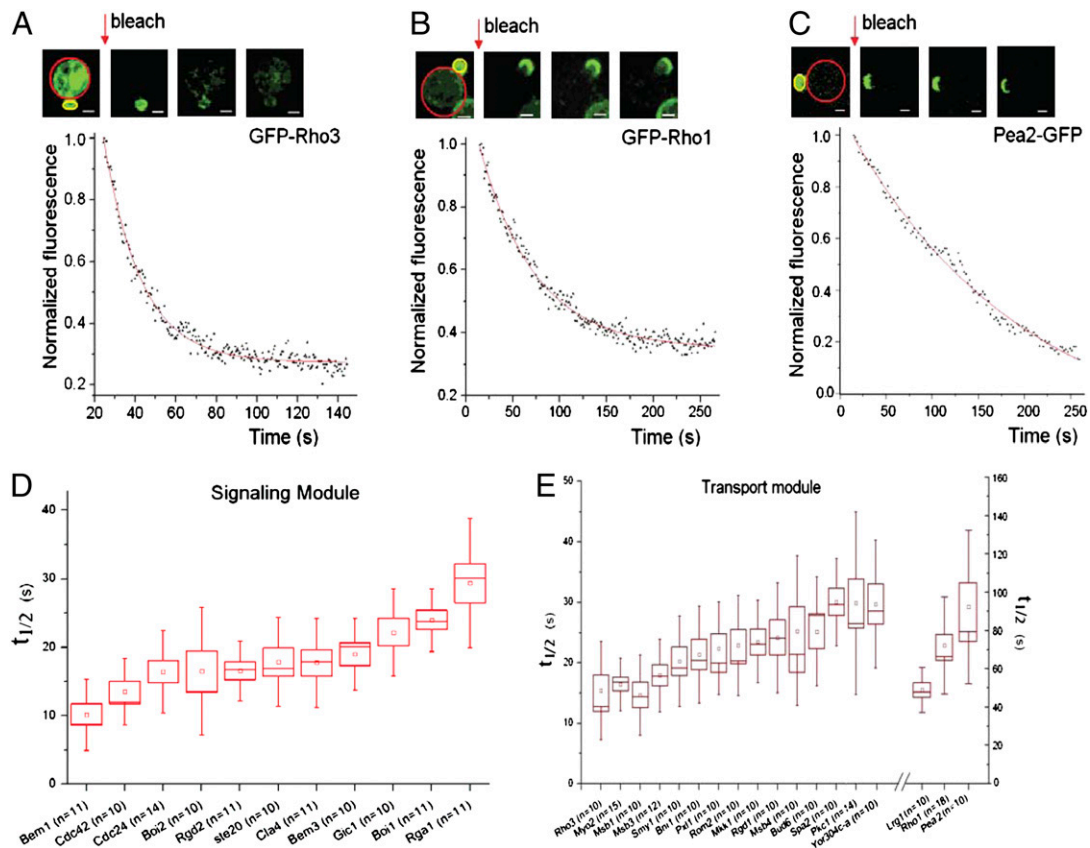 A
bleach
B
bleach
C
bleach
GFP-Rho3
GFP-Rho1
Pea2-GFP
Normalized fluorescence
1.0
0.8
0.6
0.4
0.2
20 40 60 80 100 120 140
Time (s)
Normalized fluorescence
1.0
0.8
0.6
0.4
0.2
0 50 100 150 200 250
Time (s)
Normalized fluorescence
1.0
0.8
0.6
0.4
0.2
0.0
0 50 100 150 200 250
Time (s)
D
Signaling Module
t1/2 (s)
40
30
20
10
0
Bem1 (n=11)
Cdc42 (n=10)
Cdc24 (n=14)
Boi2 (n=10)
Rgd2 (n=11)
ste20 (n=10)
Cla4 (n=11)
Bem3 (n=10)
Gic1 (n=10)
Boi1 (n=11)
Rga1 (n=11)
E
Transport module
t1/2 (s)
50
40
30
20
10
0
160
140
120
100
80
60
40
20
0
t1/2 (s)
Rho3 (n=10)
Myo2 (n=15)
Msb1 (n=10)
Msb3 (n=12)
Smy1 (n=10)
Bni1 (n=10)
Pxl1 (n=10)
Rom2 (n=10)
Mkk1 (n=10)
Rgd1 (n=10)
Msb4 (n=10)
Bud6 (n=10)
Spa2 (n=10)
Pkc1 (n=14)
Yor304c-a (n=10)
Lrg1 (n=10)
Rho1 (n=18)
Pea2 (n=10)